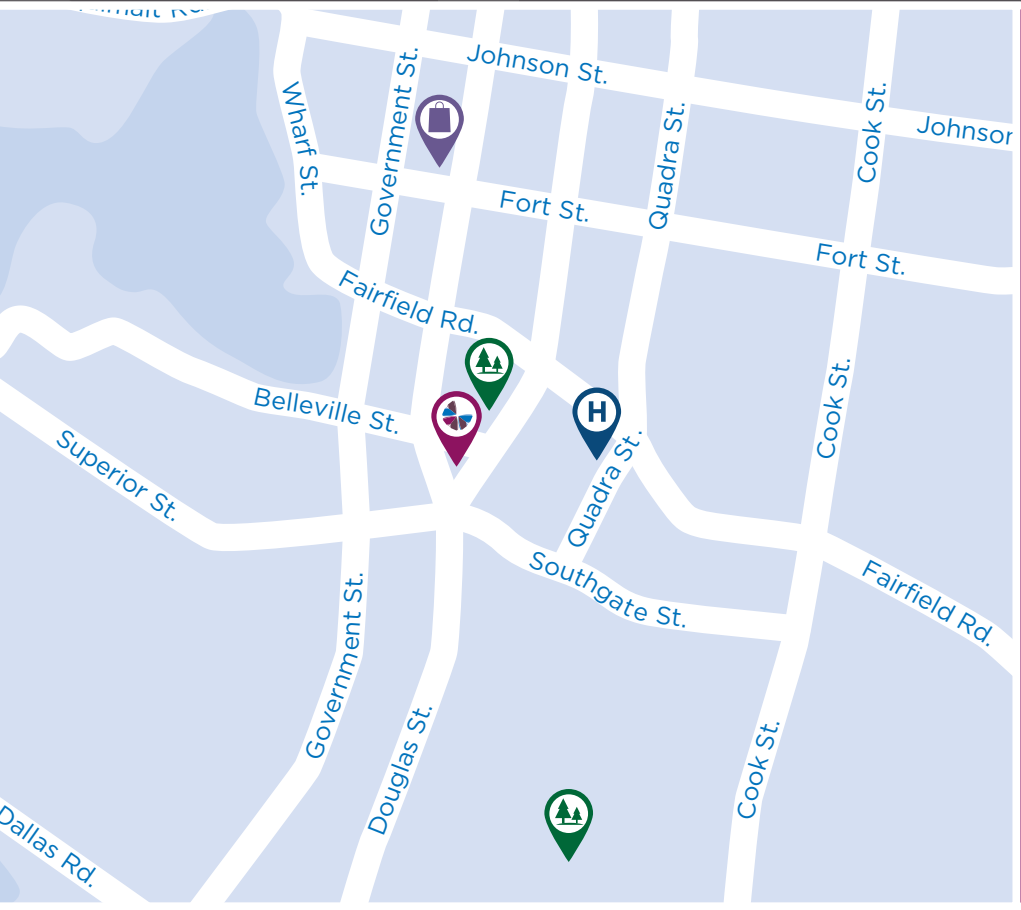 Johnson St.
Wharf St.
Government St.
Quadra St.
Cook St.
Fort St.
Fort St.
Fairfield Rd.
Belleville St.
H
Cook St.
Superior St.
Quadra St.
Southgate St.
Fairfield Rd.
Government St.
Douglas St.
Cook St.
Dallas Rd.